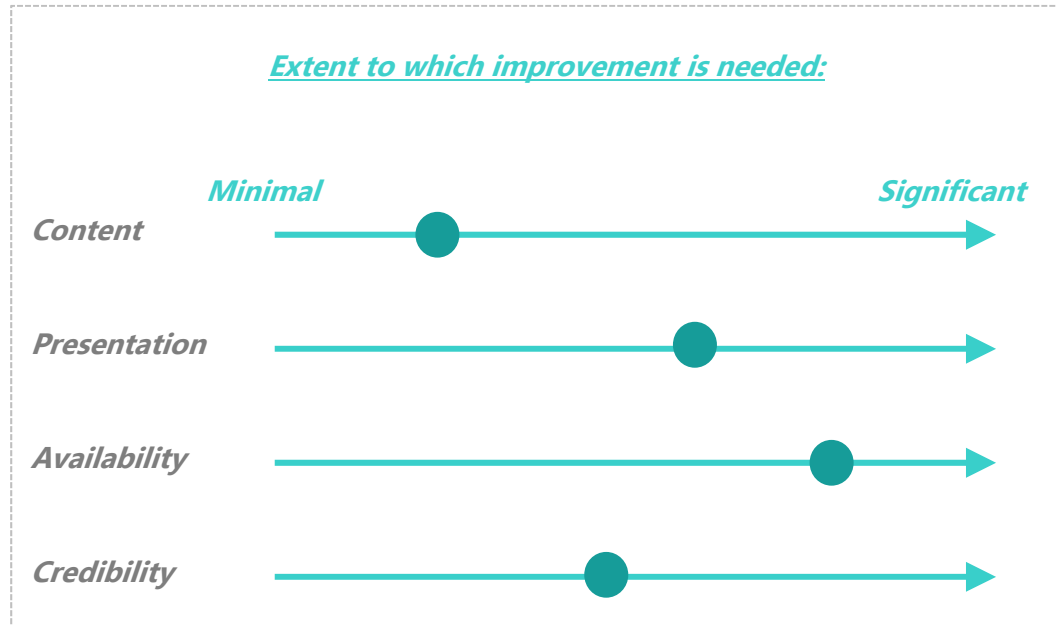 Extent to which improvement is needed:
Minimal
Significant
Content
Presentation
Availability
Credibility